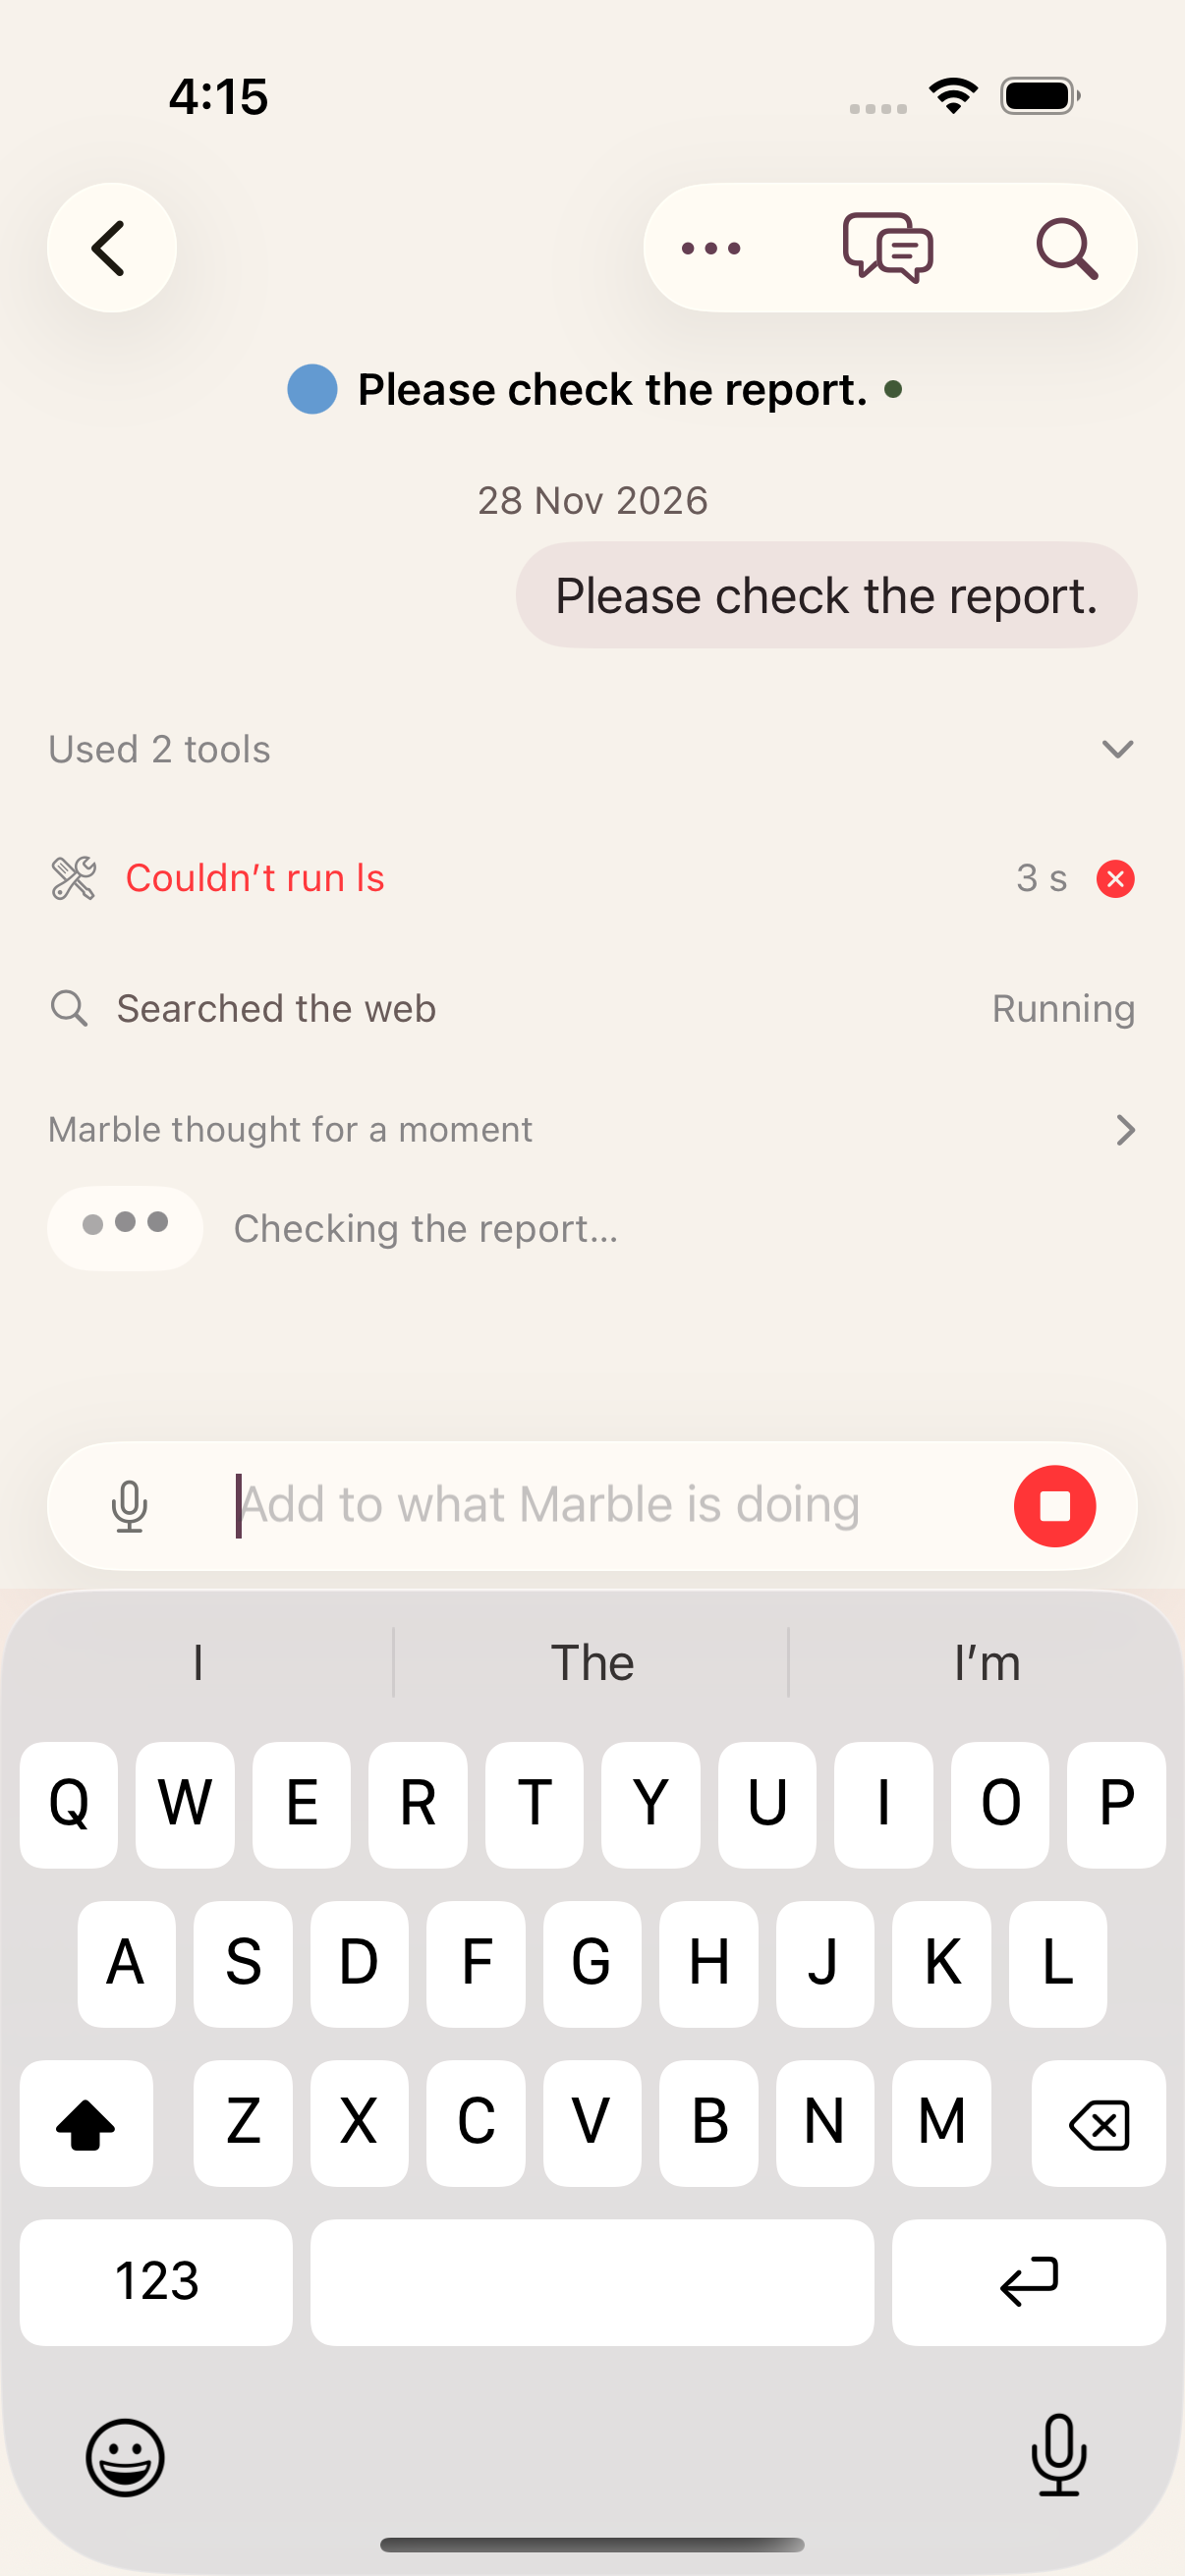 4:15
Please check the report.
28 Nov 2026
Please check the report.
Used 2 tools
Couldn’t run ls
3 s
Searched the web
Running
Marble thought for a moment
Checking the report...
Add to what Marble is doing
I The I’m
Q W E R T Y U I O P
A S D F G H J K L
Z X C V B N M
123